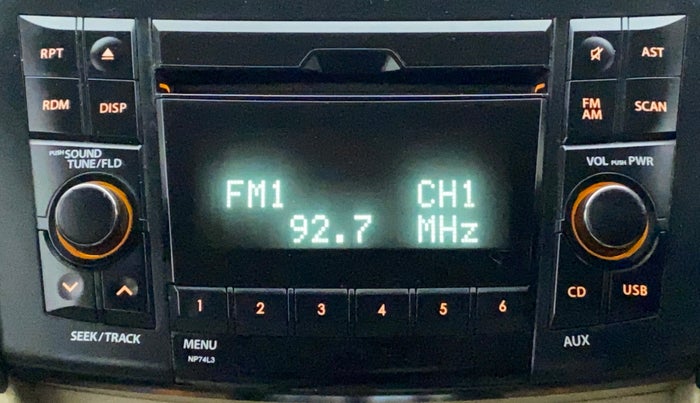 RPT
AST
RDM
DISP
FM
AM
SCAN
PUSH SOUND
TUNE/FLD
VOL PUSH PWR
FM1 CH1
92.7 MHz
CD
USB
1 2 3 4 5 6
SEEK/TRACK
MENU
AUX
NP74L3